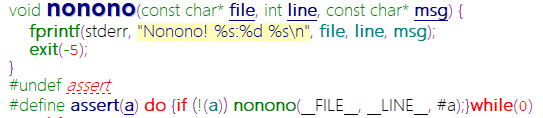 void nonono(const char* file, int line, const char* msg) {
fprintf(stderr, "Nonono! %s:%d %s\n", file, line, msg);
exit(-5);
}
#undef assert
#define assert(a) do {if (!(a)) nonono(__FILE__, __LINE__, #a);}while(0)